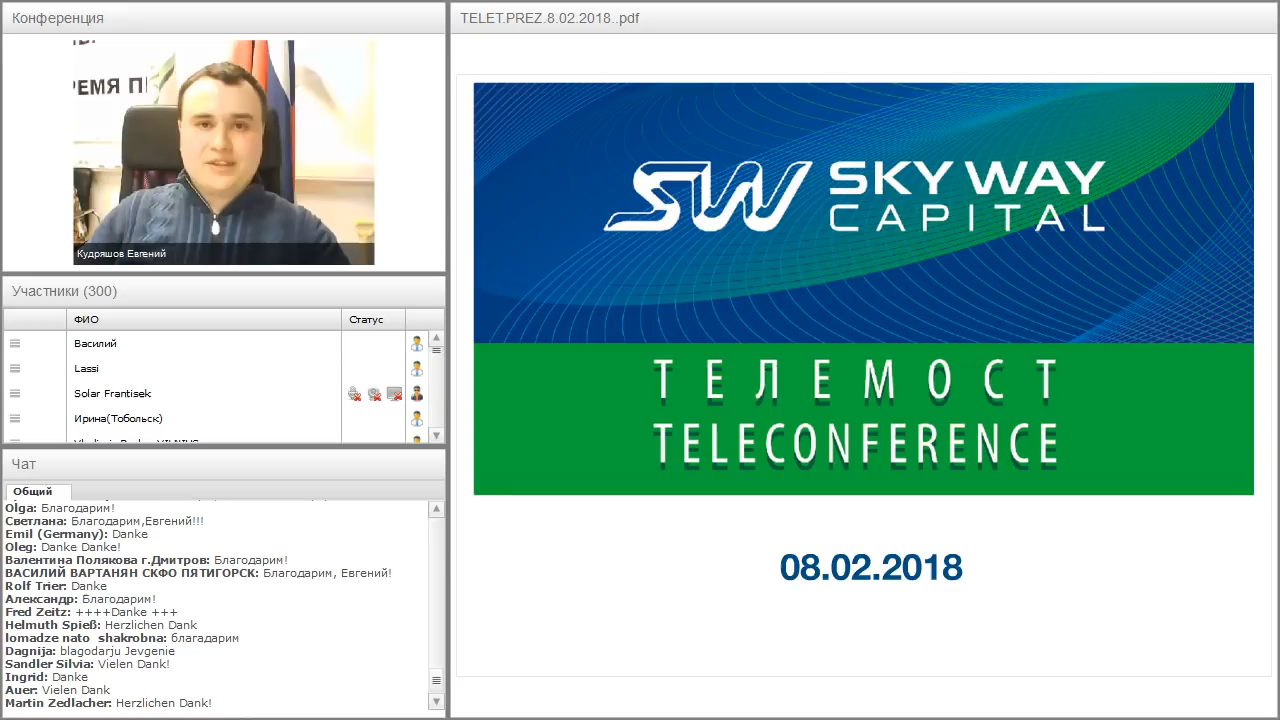 Конференция
РЕМЯ П
Кудряшов Евгений
Участники (300)
ФИО Статус
Василий
Lassi
Solar Frantisek
Ирина(Тобольск)
Чат
Общий
Olga: Благодарим!
Светлана: Благодарим,Евгений!!!
Emil (Germany): Danke
Oleg: Danke Danke!
Валентина Полякова г.Дмитров: Благодарим!
ВАСИЛИЙ ВАРТАНЯН СКФО ПЯТИГОРСК: Благодарим, Евгений!
Rolf Trier: Danke
Александр: Благодарим!
Fred Zeitz: ++++Danke +++
Helmuth Spieß: Herzlichen Dank
lomadze nato shakrobna: благадарим
Dagnija: blagodarju Jevgenie
Sandler Silvia: Vielen Dank!
Ingrid: Danke
Auer: Vielen Dank
Martin Zedlacher: Herzlichen Dank!
TELET.PREZ.8.02.2018..pdf
SW SKY WAY
CAPITAL
ТЕЛЕМОСТ
TELECONFERENCE
08.02.2018